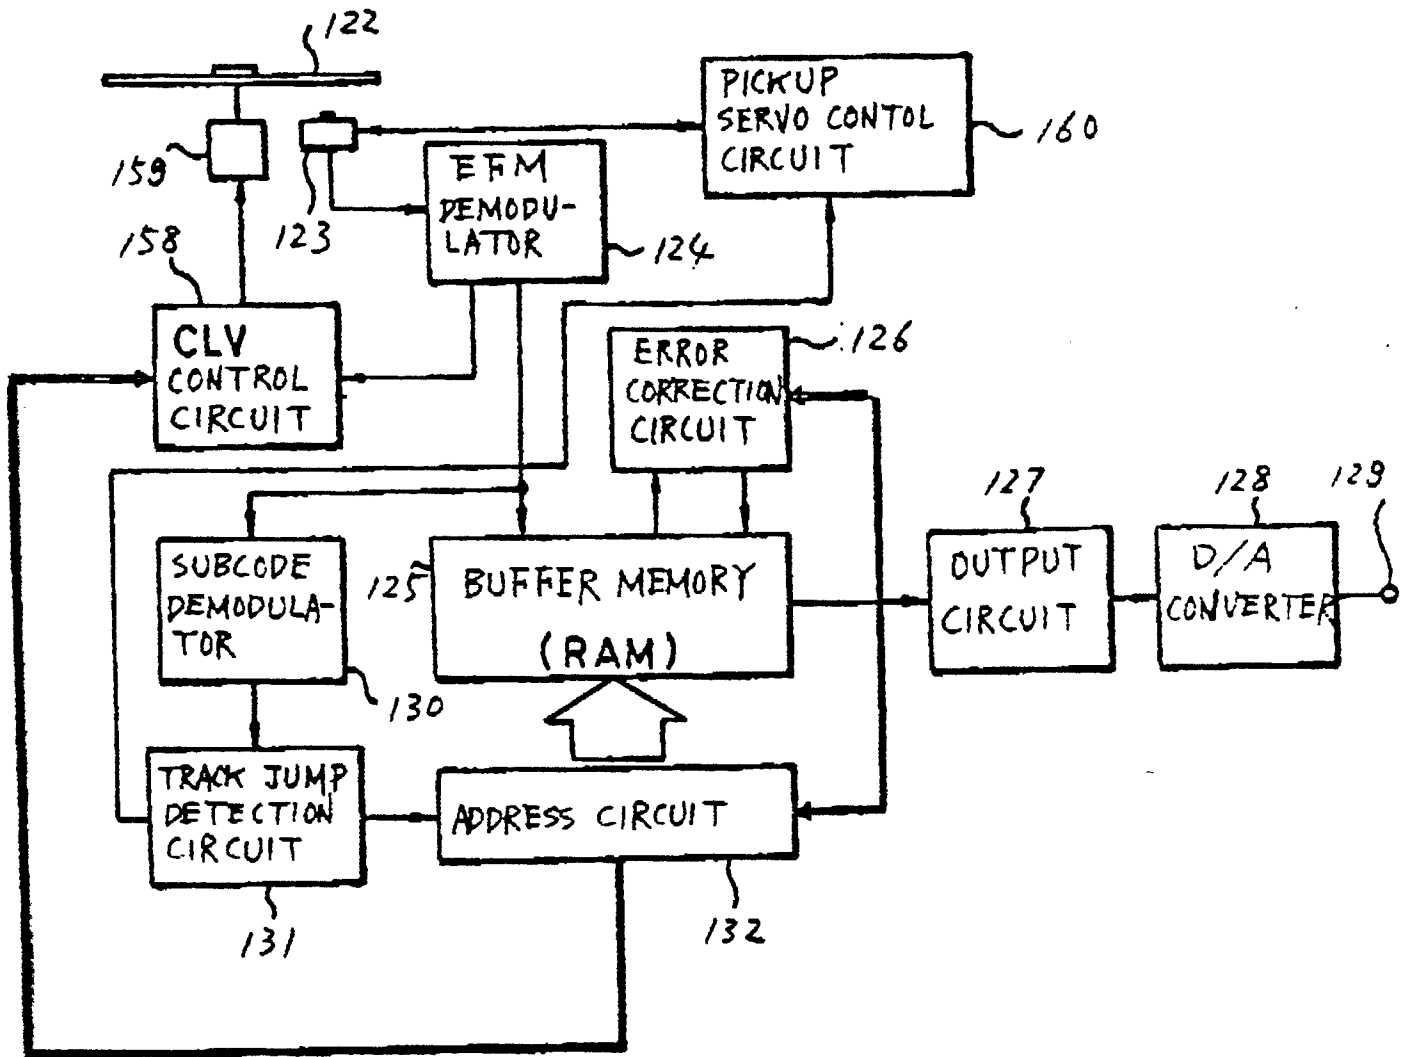 122
PICKUP
SERVO CONTOL
CIRCUIT
160
159
123
EFM
DEMODU-
LATOR
124
158
CLV
CONTROL
CIRCUIT
ERROR
CORRECTION
CIRCUIT
126
127
128
129
SUBCODE
DEMODULA-
TOR
130
125
BUFFER MEMORY
(RAM)
OUTPUT
CIRCUIT
D/A
CONVERTER
TRACK JUMP
DETECTION
CIRCUIT
131
ADDRESS CIRCUIT
132